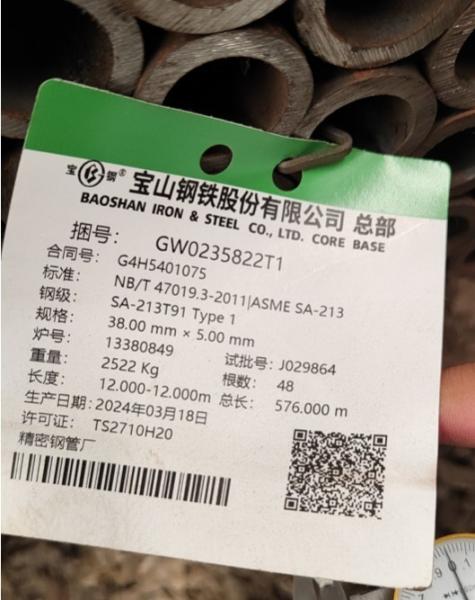 宝 钢®
宝山钢铁股份有限公司 总部
BAOSHAN IRON & STEEL CO., LTD. CORE BASE
捆号: GW0235822T1
合同号: G4H5401075
标准: NB/T 47019.3-2011|ASME SA-213
钢级: SA-213T91 Type 1
规格: 38.00 mm × 5.00 mm
炉号: 13380849 试批号: J029864
重量: 2522 Kg 根数: 48
长度: 12.000-12.000m 总长: 576.000 m
生产日期: 2024年03月18日
许可证: TS2710H20
精密钢管厂